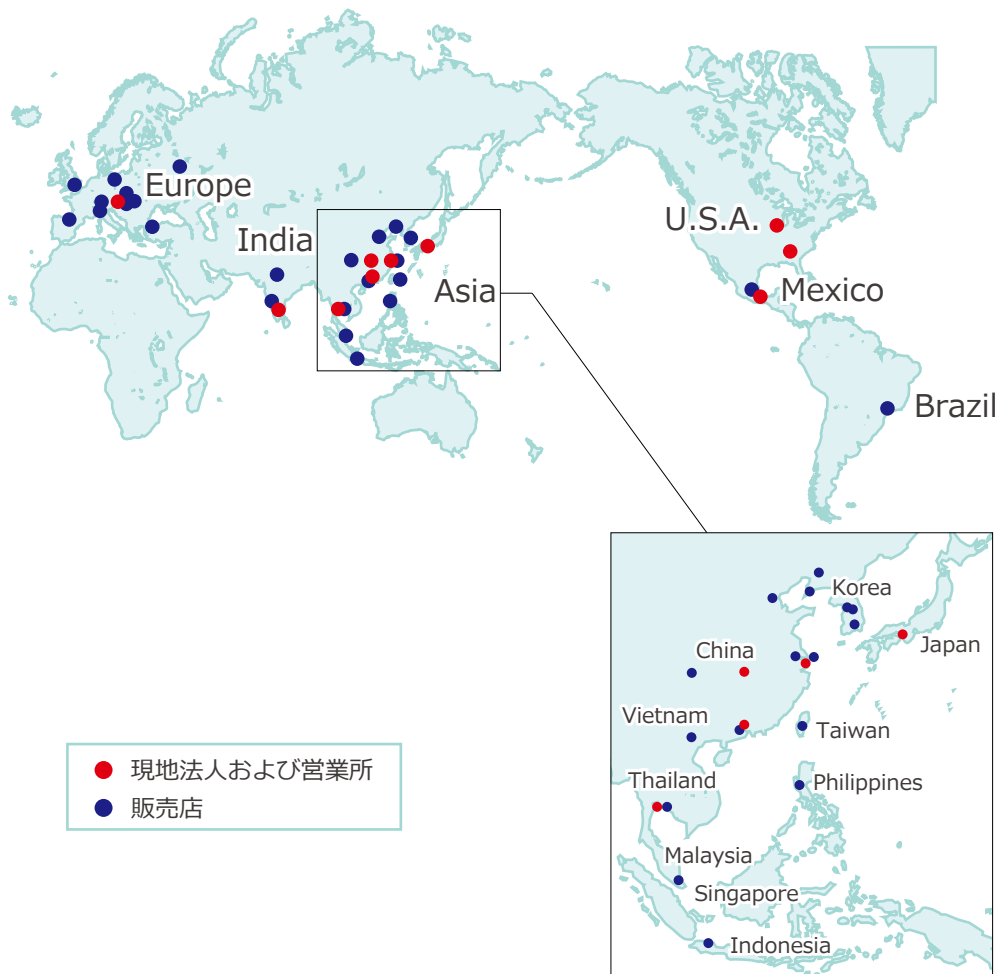 Europe
India
Asia
U.S.A.
Mexico
Brazil
Korea
Japan
China
Vietnam
Taiwan
Thailand
Philippines
Malaysia
Singapore
Indonesia
現地法人および営業所
販売店